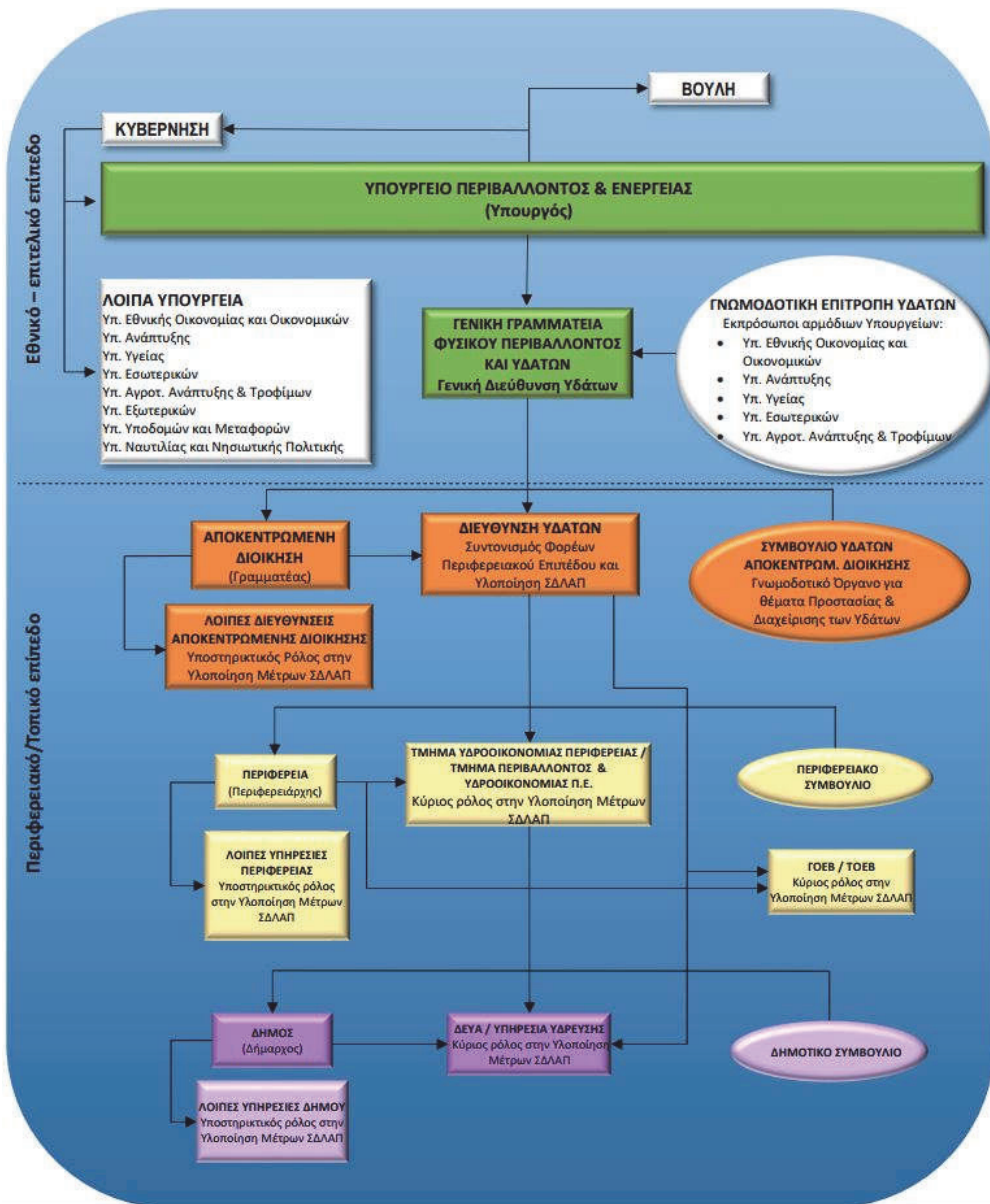 ΒΟΥΛΗ
ΚΥΒΕΡΝΗΣΗ
Εθνικό – επιτελικό επίπεδο
ΥΠΟΥΡΓΕΙΟ ΠΕΡΙΒΑΛΛΟΝΤΟΣ & ΕΝΕΡΓΕΙΑΣ
(Υπουργός)
ΛΟΙΠΑ ΥΠΟΥΡΓΕΙΑ
Υπ. Εθνικής Οικονομίας και Οικονομικών
Υπ. Ανάπτυξης
Υπ. Υγείας
Υπ. Εσωτερικών
Υπ. Αγροτ. Ανάπτυξης & Τροφίμων
Υπ. Εξωτερικών
Υπ. Υποδομών και Μεταφορών
Υπ. Ναυτιλίας και Νησιωτικής Πολιτικής
ΓΕΝΙΚΗ ΓΡΑΜΜΑΤΕΙΑ
ΦΥΣΙΚΟΥ ΠΕΡΙΒΑΛΛΟΝΤΟΣ
ΚΑΙ ΥΔΑΤΩΝ
Γενική Διεύθυνση Υδάτων
ΓΝΩΜΟΔΟΤΙΚΗ ΕΠΙΤΡΟΠΗ ΥΔΑΤΩΝ
Εκπρόσωποι αρμόδιων Υπουργείων:
• Υπ. Εθνικής Οικονομίας και
Οικονομικών
• Υπ. Ανάπτυξης
• Υπ. Υγείας
• Υπ. Εσωτερικών
• Υπ. Αγροτ. Ανάπτυξης & Τροφίμων
Περιφερειακό/Τοπικό επίπεδο
ΑΠΟΚΕΝΤΡΩΜΕΝΗ
ΔΙΟΙΚΗΣΗ
(Γραμματέας)
ΔΙΕΥΘΥΝΣΗ ΥΔΑΤΩΝ
Συντονισμός Φορέων
Περιφερειακού Επιπέδου και
Υλοποίηση ΣΔΛΑΠ
ΣΥΜΒΟΥΛΙΟ ΥΔΑΤΩΝ
ΑΠΟΚΕΝΤΡΩΜ. ΔΙΟΙΚΗΣΗΣ
Γνωμοδοτικό Όργανο για
θέματα Προστασίας &
Διαχείρισης των Υδάτων
ΛΟΙΠΕΣ ΔΙΕΥΘΥΝΣΕΙΣ
ΑΠΟΚΕΝΤΡΩΜΕΝΗΣ ΔΙΟΙΚΗΣΗΣ
Υποστηρικτικός Ρόλος στην
Υλοποίηση Μέτρων ΣΔΛΑΠ
ΠΕΡΙΦΕΡΕΙΑ
(Περιφερειάρχης)
ΤΜΗΜΑ ΥΔΡΟΟΙΚΟΝΟΜΙΑΣ ΠΕΡΙΦΕΡΕΙΑΣ /
ΤΜΗΜΑ ΠΕΡΙΒΑΛΛΟΝΤΟΣ &
ΥΔΡΟΟΙΚΟΝΟΜΙΑΣ Π.Ε.
Κύριος ρόλος στην Υλοποίηση Μέτρων
ΣΔΛΑΠ
ΠΕΡΙΦΕΡΕΙΑΚΟ
ΣΥΜΒΟΥΛΙΟ
ΛΟΙΠΕΣ ΥΠΗΡΕΣΙΕΣ
ΠΕΡΙΦΕΡΕΙΑΣ
Υποστηρικτικός ρόλος
στην Υλοποίηση Μέτρων
ΣΔΛΑΠ
ΓΟΕΒ / ΤΟΕΒ
Κύριος ρόλος στην
Υλοποίηση Μέτρων ΣΔΛΑΠ
ΔΗΜΟΣ
(Δήμαρχος)
ΔΕΥΑ / ΥΠΗΡΕΣΙΑ ΥΔΡΕΥΣΗΣ
Κύριος ρόλος στην Υλοποίηση
Μέτρων ΣΔΛΑΠ
ΔΗΜΟΤΙΚΟ ΣΥΜΒΟΥΛΙΟ
ΛΟΙΠΕΣ ΥΠΗΡΕΣΙΕΣ ΔΗΜΟΥ
Υποστηρικτικός ρόλος στην
Υλοποίηση Μέτρων ΣΔΛΑΠ